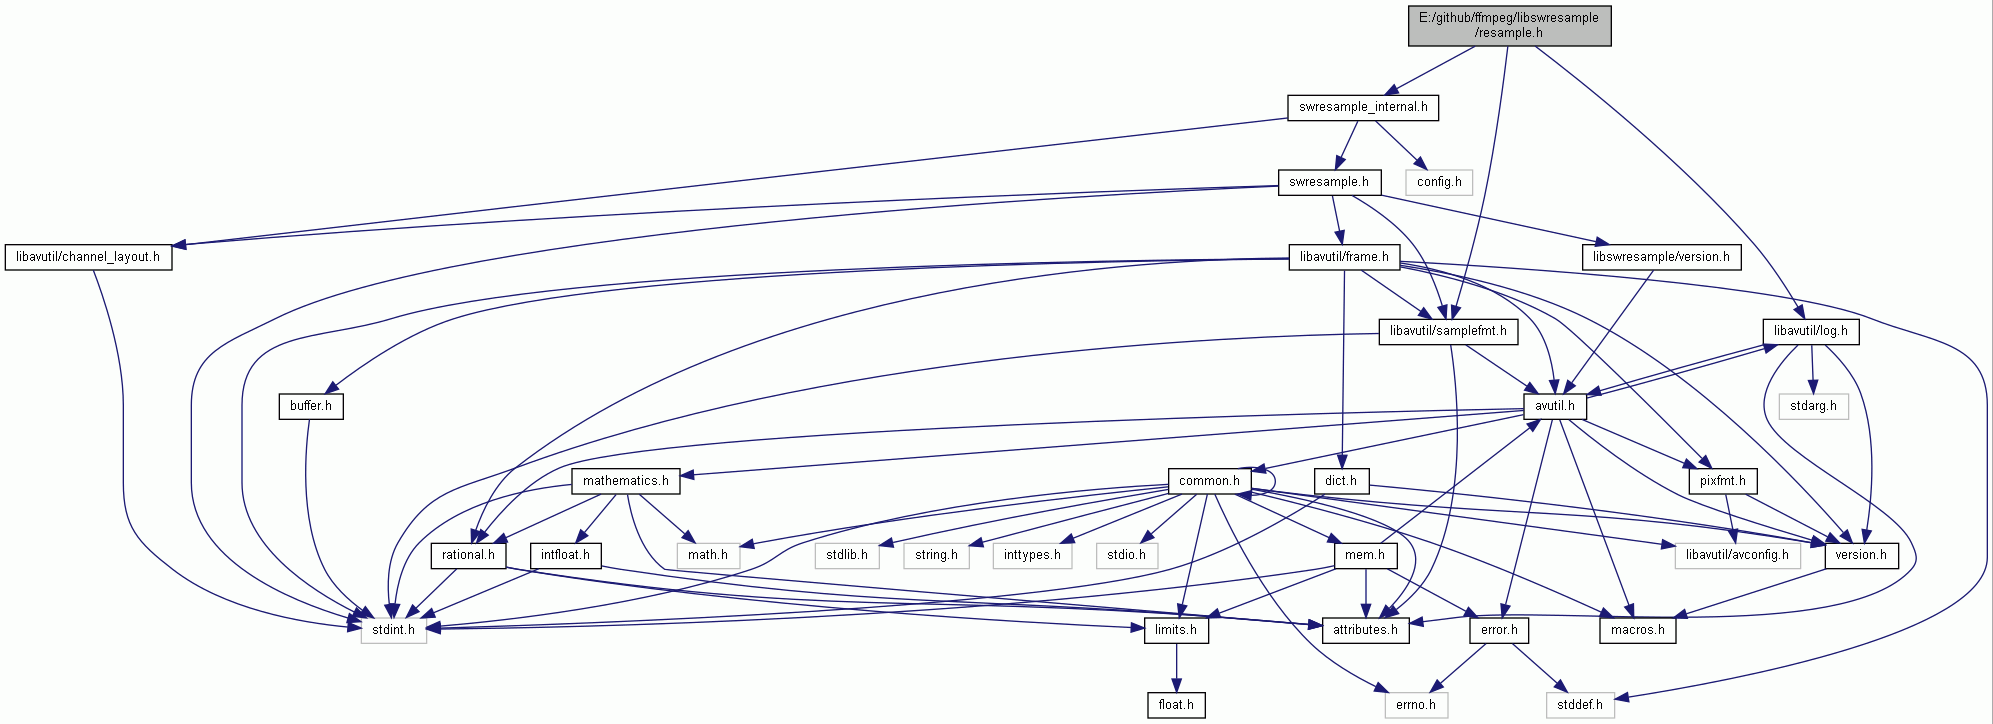 E:/github/ffmpeg/libswresample
/resample.h
swresample_internal.h
swresample.h
config.h
libavutil/channel_layout.h
libavutil/frame.h
libswresample/version.h
libavutil/samplefmt.h
libavutil/log.h
buffer.h
avutil.h
stdarg.h
mathematics.h
common.h
dict.h
pixfmt.h
rational.h
intfloat.h
math.h
stdlib.h
string.h
inttypes.h
stdio.h
mem.h
libavutil/avconfig.h
version.h
stdint.h
limits.h
attributes.h
error.h
macros.h
float.h
errno.h
stddef.h